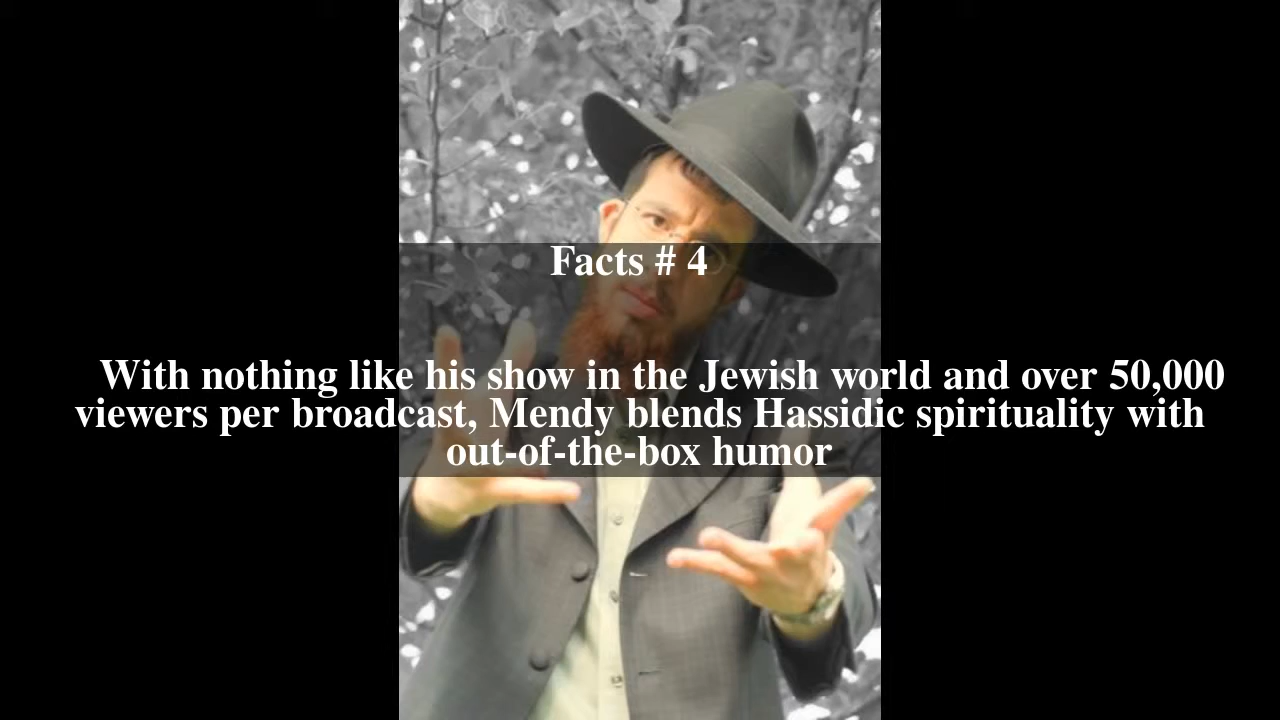 Facts # 4
With nothing like his show in the Jewish world and over 50,000
viewers per broadcast, Mendy blends Hassidic spirituality with
out-of-the-box humor